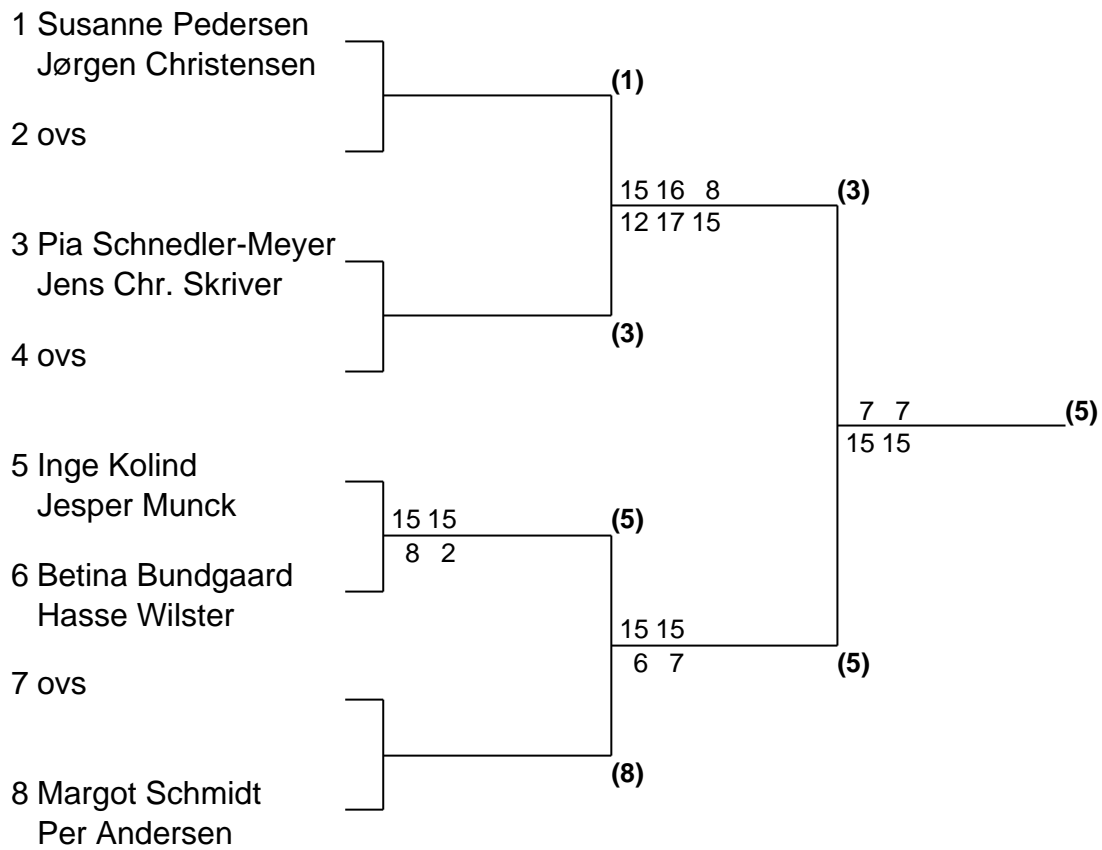 1 Susanne Pedersen
Jørgen Christensen
(1)
2 ovs
15 16 8
(3)
12 17 15
3 Pia Schnedler-Meyer
Jens Chr. Skriver
(3)
4 ovs
7 7
(5)
15 15
5 Inge Kolind
Jesper Munck
15 15
(5)
8 2
6 Betina Bundgaard
Hasse Wilster
15 15
6 7
(5)
7 ovs
(8)
8 Margot Schmidt
Per Andersen